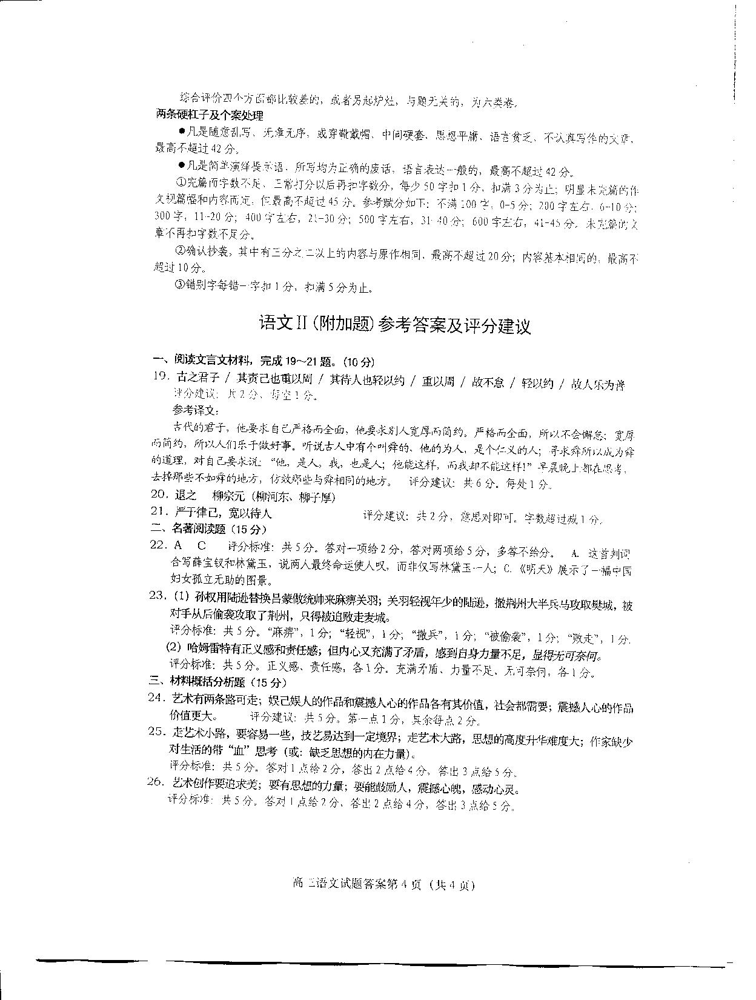 综合评价四个方面都比较差的，或者另起炉灶，与题无关的，为六类卷。
两条硬杠子及个案处理
●凡是随意乱写、无章无序，或穿靴戴帽、中间硬套、思想平庸、语言贫乏、不认真写作的文章，
最高不超过 42 分。
●凡是简单演绎提示语，所写均为正确的废话，语言表达一般的，最高不超过 42 分。
①完篇而字数不足，正常打分以后再扣字数分，每少 50 字扣 1 分，扣满 3 分为止；明显未完篇的作
文视篇幅和内容而定，但最高不超过 45 分。参考赋分如下：不满 100 字，0-5 分；200 字左右，6-10 分；
300 字，11-20 分；400 字左右，21-30 分；500 字左右，31-40 分；600 字左右，41-45 分。未完篇的文
章不再扣字数不足分。
②确认抄袭，其中有三分之二以上的内容与原作相同，最高不超过 20 分；内容基本相同的，最高不
超过 10 分。
③错别字每错一字扣 1 分，扣满 5 分为止。
语文 II (附加题) 参考答案及评分建议
一、阅读文言文材料，完成 19～21 题。(10 分)
19．古之君子 / 其责己也重以周 / 其待人也轻以约 / 重以周 / 故不怠 / 轻以约 / 故人乐为善
评分建议：共 2 分，每空 1 分。
参考译文：
古代的君子，他要求自己严格而全面，他要求别人宽厚而简约。严格而全面，所以不会懈怠；宽厚
而简约，所以人们乐于做好事。听说古人中有个叫舜的，他的为人，是个仁义的人；寻求舜所以成为舜
的道理，对自己要求说：“他，是人，我，也是人；他能这样，而我却不能这样!”早晨晚上都在思考，
去掉那些不如舜的地方，仿效那些与舜相同的地方。 评分建议：共 6 分。每处 1 分。
20．退之 柳宗元（柳河东、柳子厚）
21．严于律己，宽以待人 评分建议：共 2 分，意思对即可。字数超过减 1 分。
二、名著阅读题（15 分）
22．A C 评分标准：共 5 分。答对一项给 2 分，答对两项给 5 分，多答不给分。 A. 这首判词
合写薛宝钗和林黛玉，说两人最终命运使人叹，而非仅写林黛玉一人；C.《明天》展示了一幅中国
妇女孤立无助的图景。
23．(1) 孙权用陆逊替换吕蒙做统帅来麻痹关羽；关羽轻视年少的陆逊，撤荆州大半兵马攻取樊城，被
对手从后偷袭攻取了荆州，只得被迫败走麦城。
评分标准：共 5 分。“麻痹”，1 分；“轻视”，1 分；“撤兵”，1 分；“被偷袭”，1 分；“败走”，1 分.
(2) 哈姆雷特有正义感和责任感；但内心又充满了矛盾，感到自身力量不足，显得无可奈何。
评分标准：共 5 分。正义感、责任感，各 1 分。充满矛盾、力量不足、无可奈何，各 1 分。
三、材料概括分析题（15 分）
24．艺术有两条路可走；娱己娱人的作品和震撼人心的作品各有其价值，社会都需要；震撼人心的作品
价值更大。 评分建议：共 5 分。第一点 1 分，其余每点 2 分。
25．走艺术小路，要容易一些，技艺易达到一定境界；走艺术大路，思想的高度升华难度大；作家缺少
对生活的带“血”思考（或：缺乏思想的内在力量）。
评分标准：共 5 分。答对 1 点给 2 分，答出 2 点给 4 分，答出 3 点给 5 分。
26．艺术创作要追求美；要有思想的力量；要能鼓励人，震撼心魄，感动心灵。
评分标准：共 5 分。答对 1 点给 2 分、答出 2 点给 4 分，答出 3 点给 5 分。
高三语文试题答案第 4 页（共 4 页）